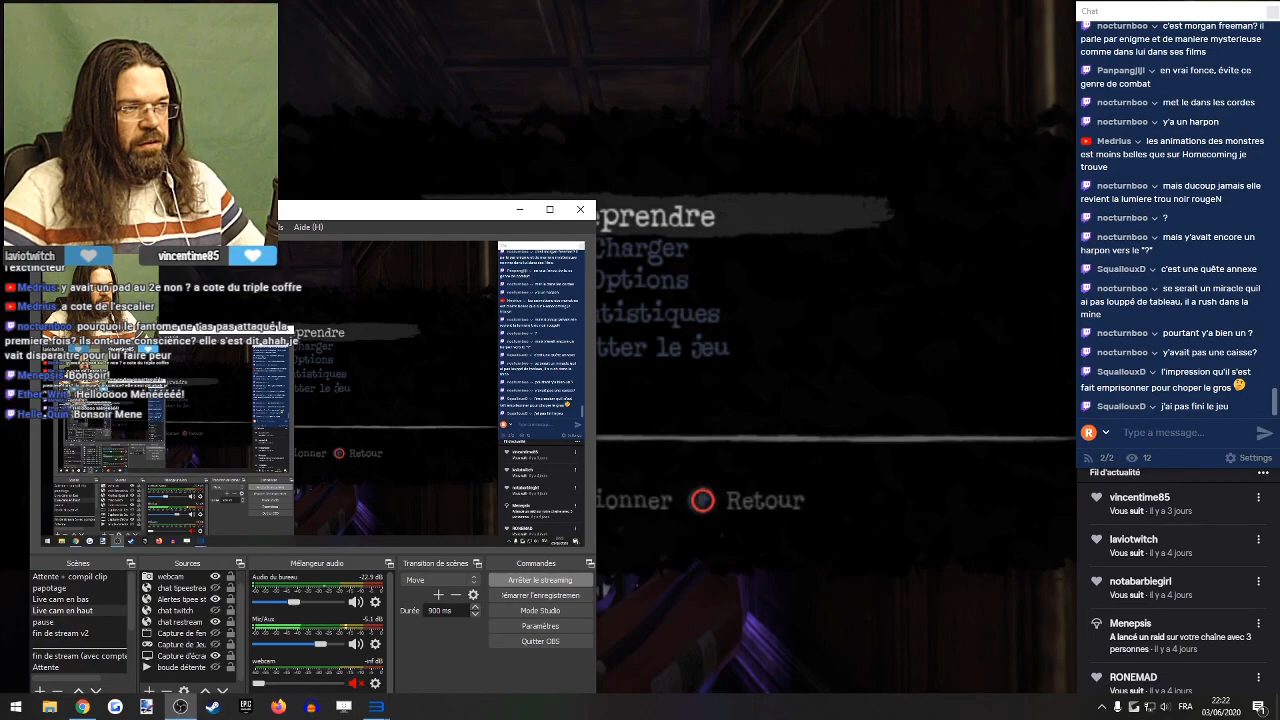 Chat
nocturnboo c'est morgan freeman? il
parle par enigme et de maniere mysterieuse
comme dans lui dans ses films
Panpangjijl en vrai fonce, évite ce
genre de combat
nocturnboo met le dans les cordes
nocturnboo y'a un harpon
Medrius les animations des monstres
est moins belles que sur Homecoming je
trouve
nocturnboo mais ducoup jamais elle
revient la lumiere trou noir rougeN
nocturnboo ?
nocturnboo mais y'avait encore un
harpon vers le "?"
SquallouxD c'est une quête annexe
nocturnboo se serait un miracle quil
ai pas louppé de tableau, il a rush dans la
mine
nocturnboo pourtant y'a bien un ?
nocturnboo y'avait pas une radio?
SquallouxD l'impression qu'il s'est
fait emprisonner pour choper le gros
SquallouxD j'ai pas fini le jeu
R Type a message...
2/2 12 Settings
Fil d'actualité
vincentime85
Vous suit · il y a 3 jours
laviotwitch
Vous suit · il y a 3 jours
notabarbiegirl
Vous suit · il y a 4 jours
Menepsis
A lancé un raid sur votre chaîne avec 3
personnes · il y a 4 jours
RONEMAD
Vous suit · il y a 4 jours
laviotwitch
vincentime85
l'extincteur
Medrius y avait un pad au 2e non ? a cote du triple coffre
Medrius a cote de l'escalier
nocturnboo pourquoi le fantome ne t'as pas attaqué la
premiere fois ? ils ont une conscience? elle s'est dit ahah je
vait disparaitre pour lui faire peur
Menepsis Bonsoir
Ether_Writ Helloooo Mènèèèèè!
Helle_Quin Bonsoir Mene
Aide (H)
prendre
Charger
Options
tatistiques
tter le jeu
ionner Retour
Scènes
Attente + compil clip
papotage
Live cam en bas
Live cam en haut
pause
fin de stream v2
fin de stream (avec compte
Attente
Sources
webcam
chat tipeestream
Alertes tipee stre
chat twitch
chat restream
Capture de fen
Capture de Jeu
Capture d'écra
boude détente
Mélangeur audio
Audio du bureau -22.9 dB
Mic/Aux -5.1 dB
webcam -inf dB
Transition de scènes
Move
Durée 900 ms
Commandes
Arrêter le streaming
Démarrer l'enregistremen
Mode Studio
Paramètres
Quitter OBS
FRA
22:22
03/06/2020